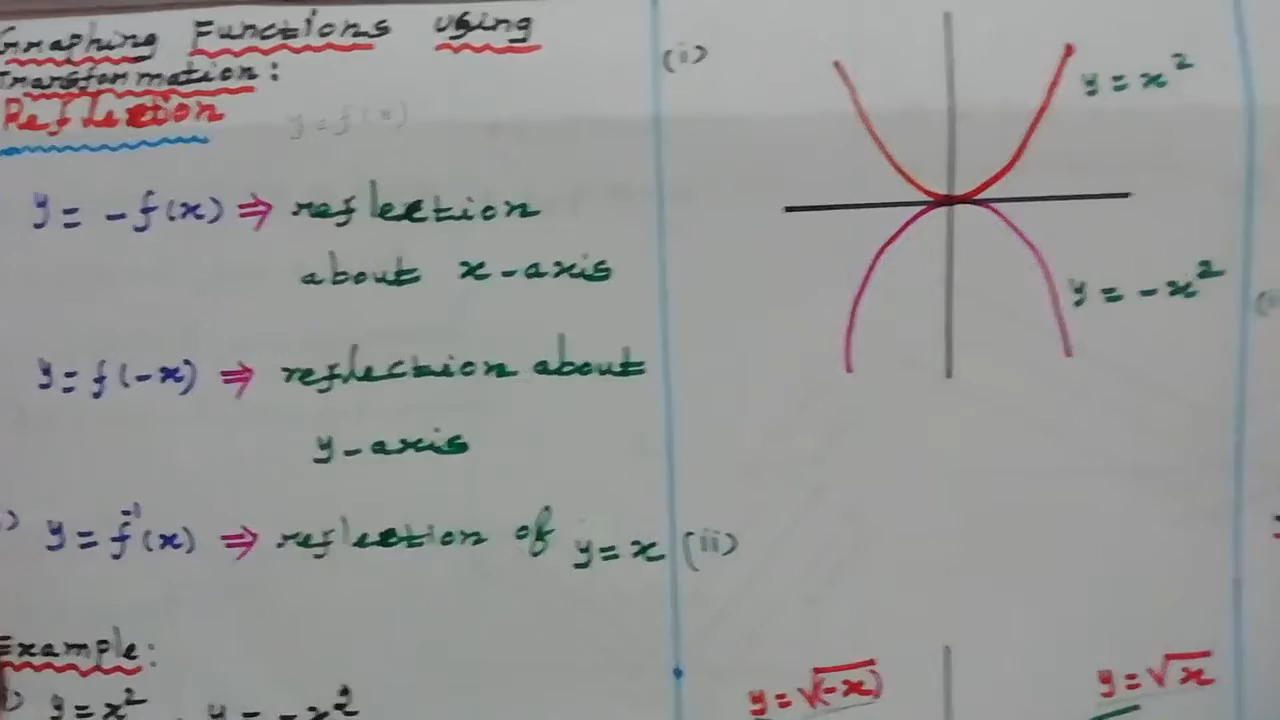 Graphing Functions using
Transformation:
Reflection
y = f(x)
y = -f(x) ⇒ reflection
about x-axis
y = f(-x) ⇒ reflection about
y-axis
y = f⁻¹(x) ⇒ reflection of y = x
Example:
y = x², y = -x²
(i)
y = x²
y = -x²
(ii)
y = √(-x)
y = √x